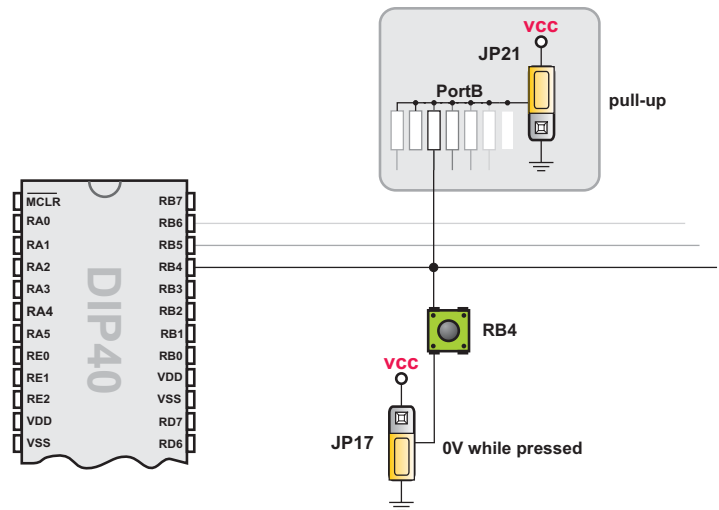 VCC
JP21
PortB
pull-up
MCLR
RA0
RA1
RA2
RA3
RA4
RA5
RE0
RE1
RE2
VDD
VSS
DIP40
RB7
RB6
RB5
RB4
RB3
RB2
RB1
RB0
VDD
VSS
RD7
RD6
RB4
VCC
JP17
0V while pressed